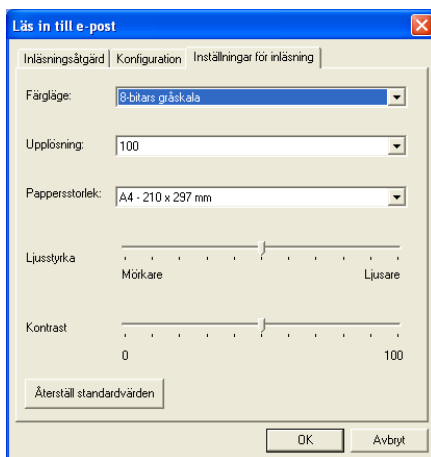 Läs in till e-post
Inläsningsåtgärd Konfiguration Inställningar för inläsning
Färgläge: 8-bitars gråskala
Upplösning: 100
Pappersstorlek: A4 - 210 x 297 mm
Ljusstyrka
Mörkare Ljusare
Kontrast
0 100
Återställ standardvärden
OK Avbryt